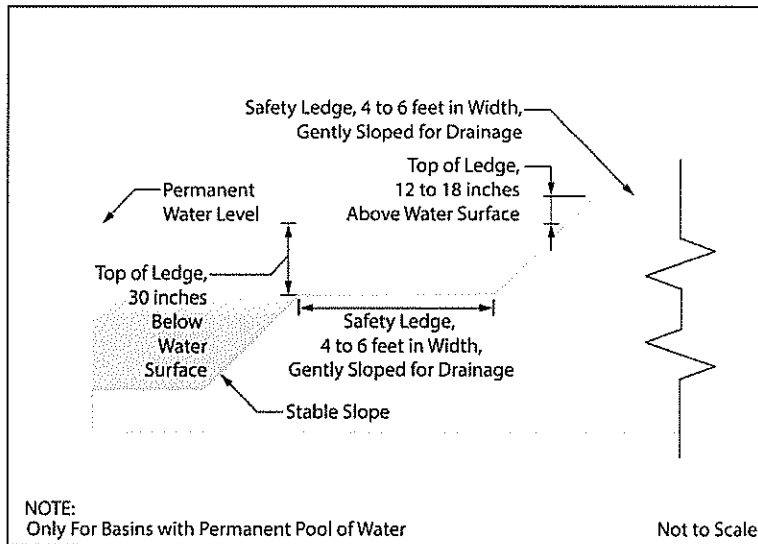 Safety Ledge, 4 to 6 feet in Width,
Gently Sloped for Drainage
Top of Ledge,
12 to 18 inches
Above Water Surface
Permanent
Water Level
Top of Ledge,
30 inches
Below
Water
Surface
Safety Ledge,
4 to 6 feet in Width,
Gently Sloped for Drainage
Stable Slope
NOTE:
Only For Basins with Permanent Pool of Water
Not to Scale